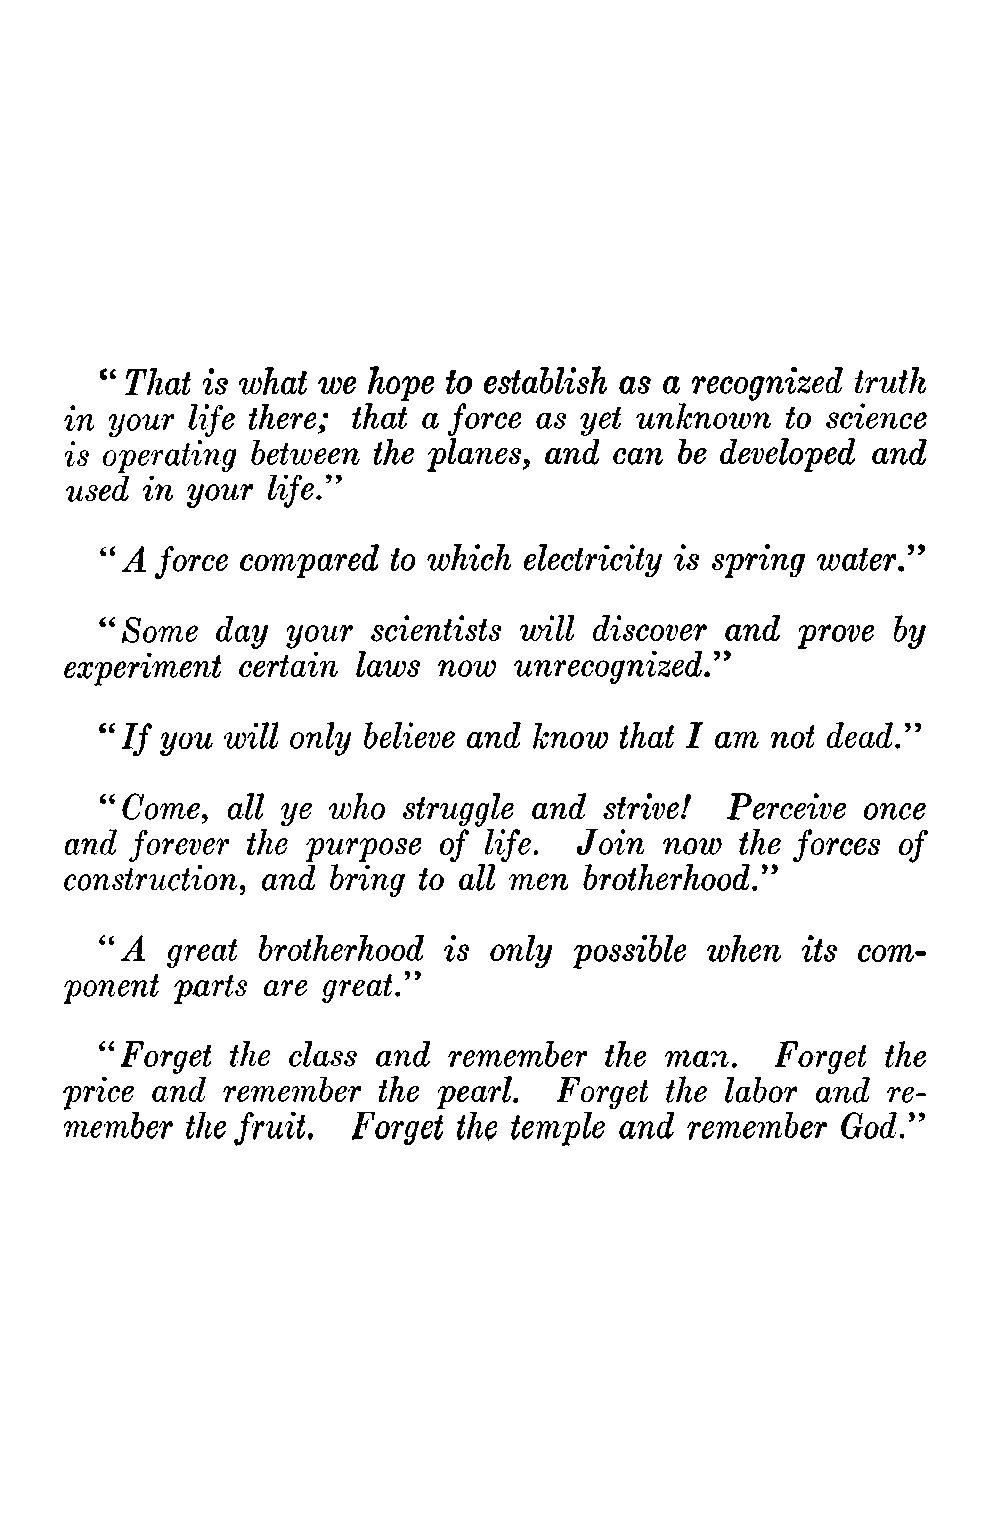 “That is what we hope to establish as a recognized truth
in your life there; that a force as yet unknown to science
is operating between the planes, and can be developed and
used in your life.”
“A force compared to which electricity is spring water.”
“Some day your scientists will discover and prove by
experiment certain laws now unrecognized.”
“If you will only believe and know that I am not dead.”
“Come, all ye who struggle and strive! Perceive once
and forever the purpose of life. Join now the forces of
construction, and bring to all men brotherhood.”
“A great brotherhood is only possible when its com-
ponent parts are great.”
“Forget the class and remember the man. Forget the
price and remember the pearl. Forget the labor and re-
member the fruit. Forget the temple and remember God.”